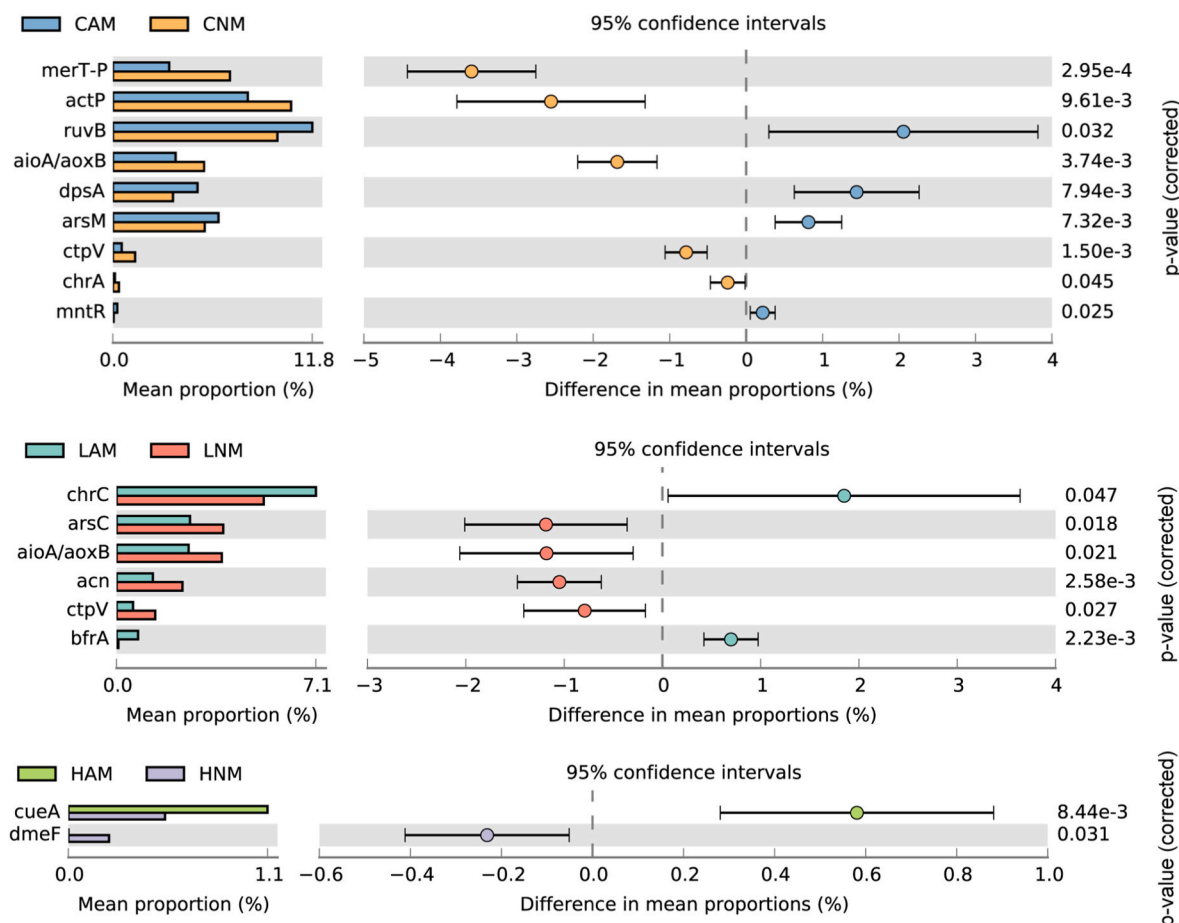 CAM CNM 95% confidence intervals
merT-P 2.95e-4
actP 9.61e-3
ruvB 0.032
aioA/aoxB 3.74e-3
dpsA 7.94e-3
arsM 7.32e-3
ctpV 1.50e-3
chrA 0.045
mntR 0.025
p-value (corrected)
0.0 11.8 −5 −4 −3 −2 −1 0 1 2 3 4
Mean proportion (%) Difference in mean proportions (%)
LAM LNM 95% confidence intervals
chrC 0.047
arsC 0.018
aioA/aoxB 0.021
acn 2.58e-3
ctpV 0.027
bfrA 2.23e-3
p-value (corrected)
0.0 7.1 −3 −2 −1 0 1 2 3 4
Mean proportion (%) Difference in mean proportions (%)
HAM HNM 95% confidence intervals
cueA 8.44e-3
dmeF 0.031
p-value (corrected)
0.0 1.1 −0.6 −0.4 −0.2 0.0 0.2 0.4 0.6 0.8 1.0
Mean proportion (%) Difference in mean proportions (%)